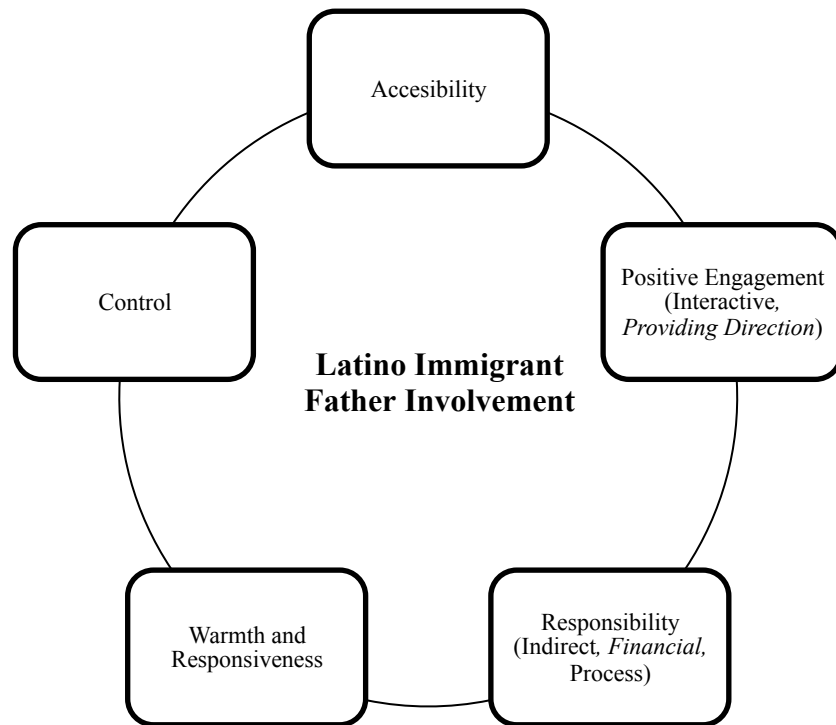 Accesibility
Positive Engagement
(Interactive,
Providing Direction)
Control
Latino Immigrant
Father Involvement
Warmth and
Responsiveness
Responsibility
(Indirect, Financial,
Process)